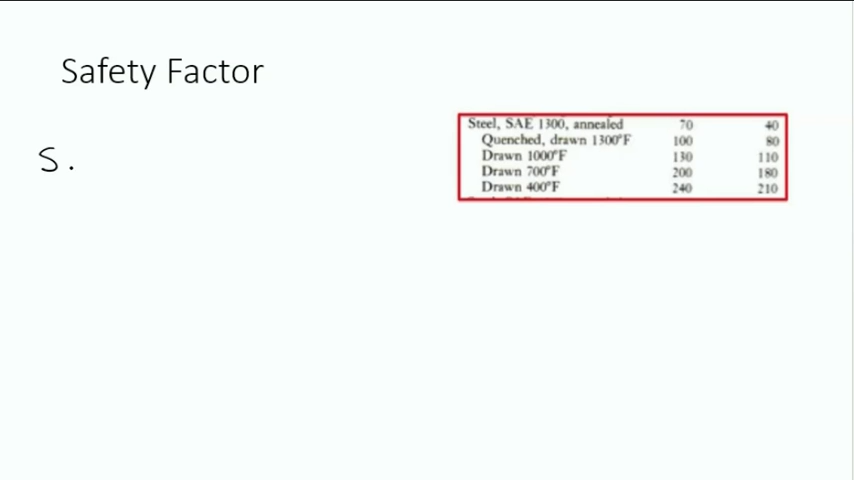 Safety Factor
S.
Steel, SAE 1300, annealed 70 40
Quenched, drawn 1300°F 100 80
Drawn 1000°F 130 110
Drawn 700°F 200 180
Drawn 400°F 240 210